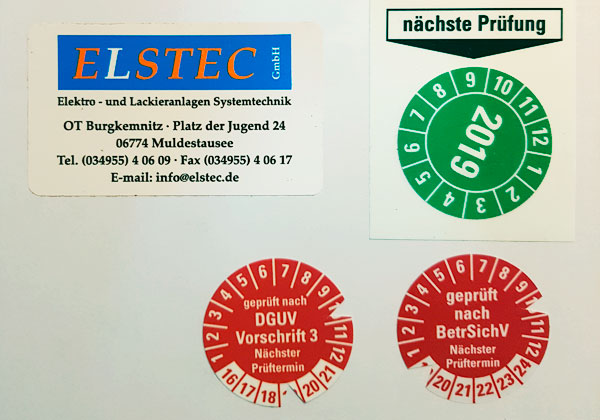 ELSTEC GmbH
Elektro - und Lackieranlagen Systemtechnik
OT Burgkemnitz · Platz der Jugend 24
06774 Muldestausee
Tel. (034955) 4 06 09 · Fax (034955) 4 06 17
E-mail: info@elstec.de
nächste Prüfung
1 2 3 4 5 6 7 8 9 10 11 12
2019
1 2 3 4 5 6 7 8 9 11 12
geprüft nach
DGUV
Vorschrift 3
Nächster
Prüftermin
16 17 18 20 21
1 2 3 4 5 6 7 8 9 11 12
geprüft
nach
BetrSichV
Nächster
Prüftermin
20 21 22 23 24